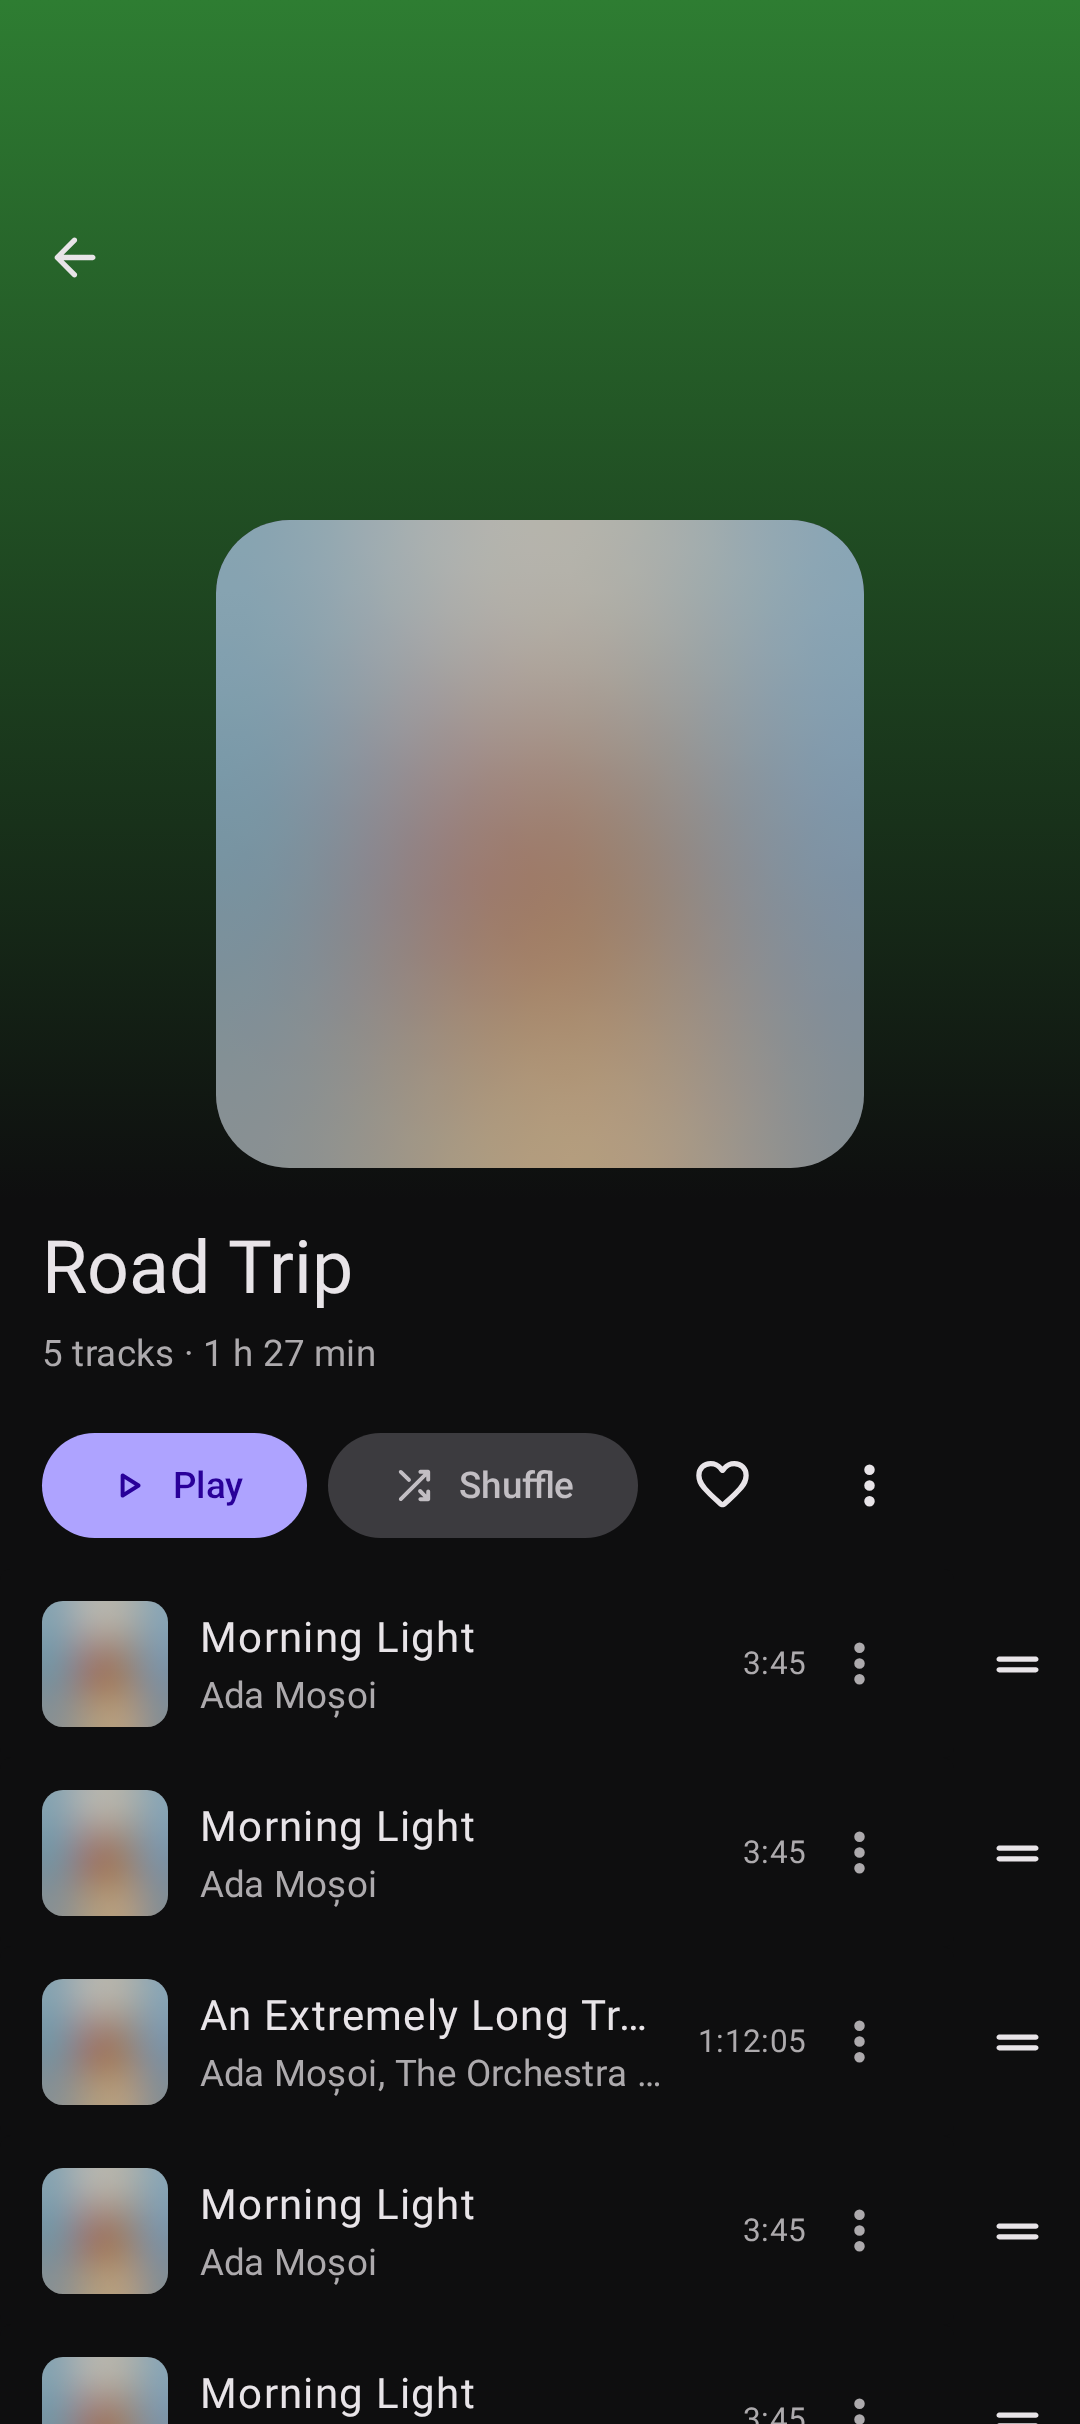 Road Trip
5 tracks · 1 h 27 min
Play
Shuffle
Morning Light
3:45
Ada Moșoi
Morning Light
3:45
Ada Moșoi
An Extremely Long Tr…
1:12:05
Ada Moșoi, The Orchestra …
Morning Light
3:45
Ada Moșoi
Morning Light
3:45